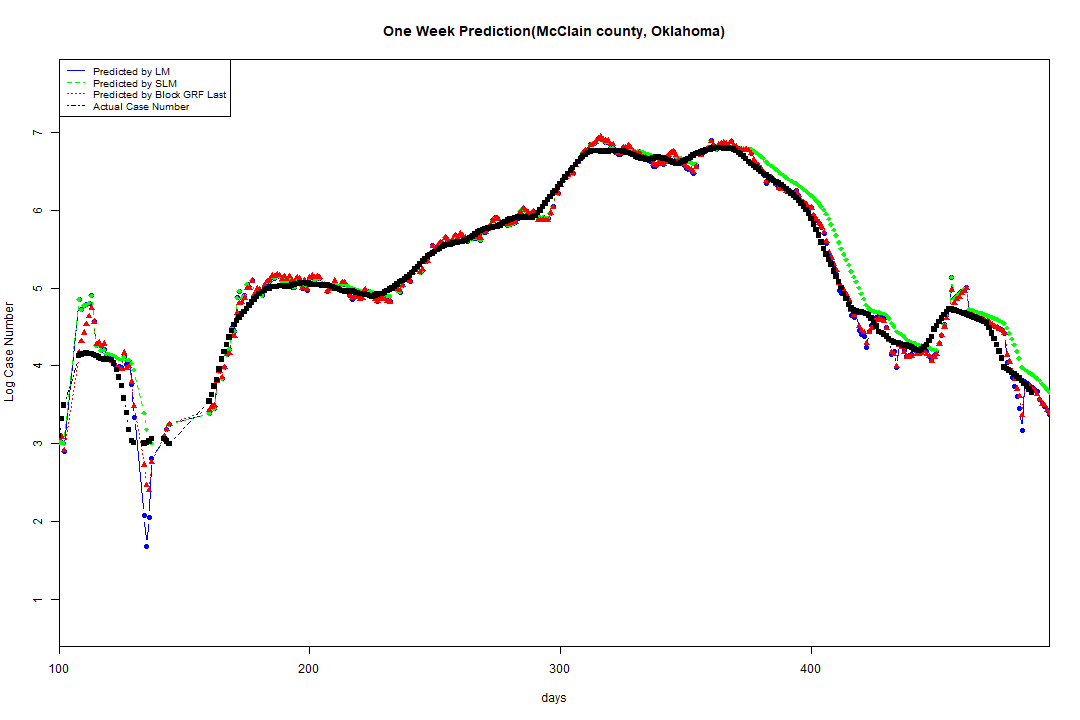 One Week Prediction(McClain county, Oklahoma)
Predicted by LM
Predicted by SLM
Predicted by Block GRF Last
Actual Case Number
7
6
5
4
3
2
1
Log Case Number
100 200 300 400
days